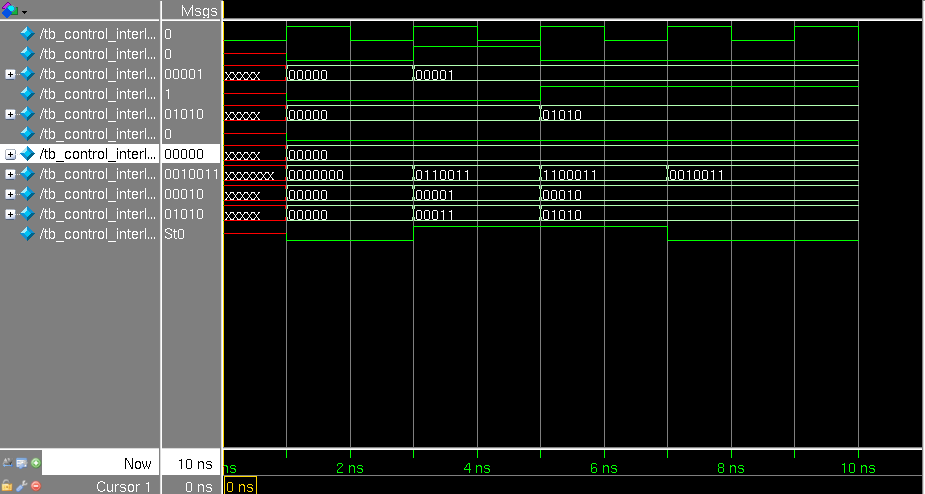 Msgs
/tb_control_interl... 0
/tb_control_interl... 0
/tb_control_interl... 00001 xxxxx 00000 00001
/tb_control_interl... 1
/tb_control_interl... 01010 xxxxx 00000 01010
/tb_control_interl... 0
/tb_control_interl... 00000 xxxxx 00000
/tb_control_interl... 0010011 xxxxxxx 0000000 0110011 1100011 0010011
/tb_control_interl... 00010 xxxxx 00000 00001 00010
/tb_control_interl... 01010 xxxxx 00000 00011 01010
/tb_control_interl... St0
Now 10 ns ns 2 ns 4 ns 6 ns 8 ns 10 ns
Cursor 1 0 ns 0 ns